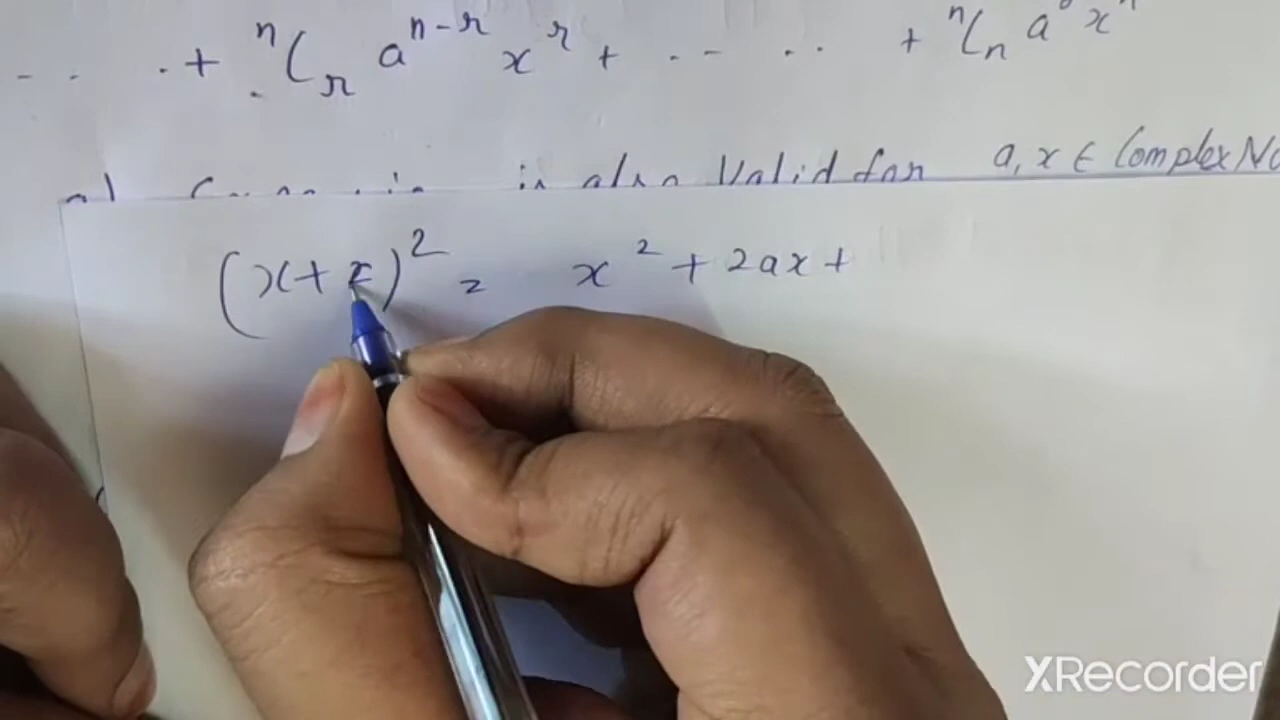 .+ ⁿCᵣ aⁿ⁻ʳ xʳ + ... + ⁿCₙ a⁰ xⁿ
is also Valid for a, x ∈ Complex No
(x+z)² = x² + 2ax +
XRecorder